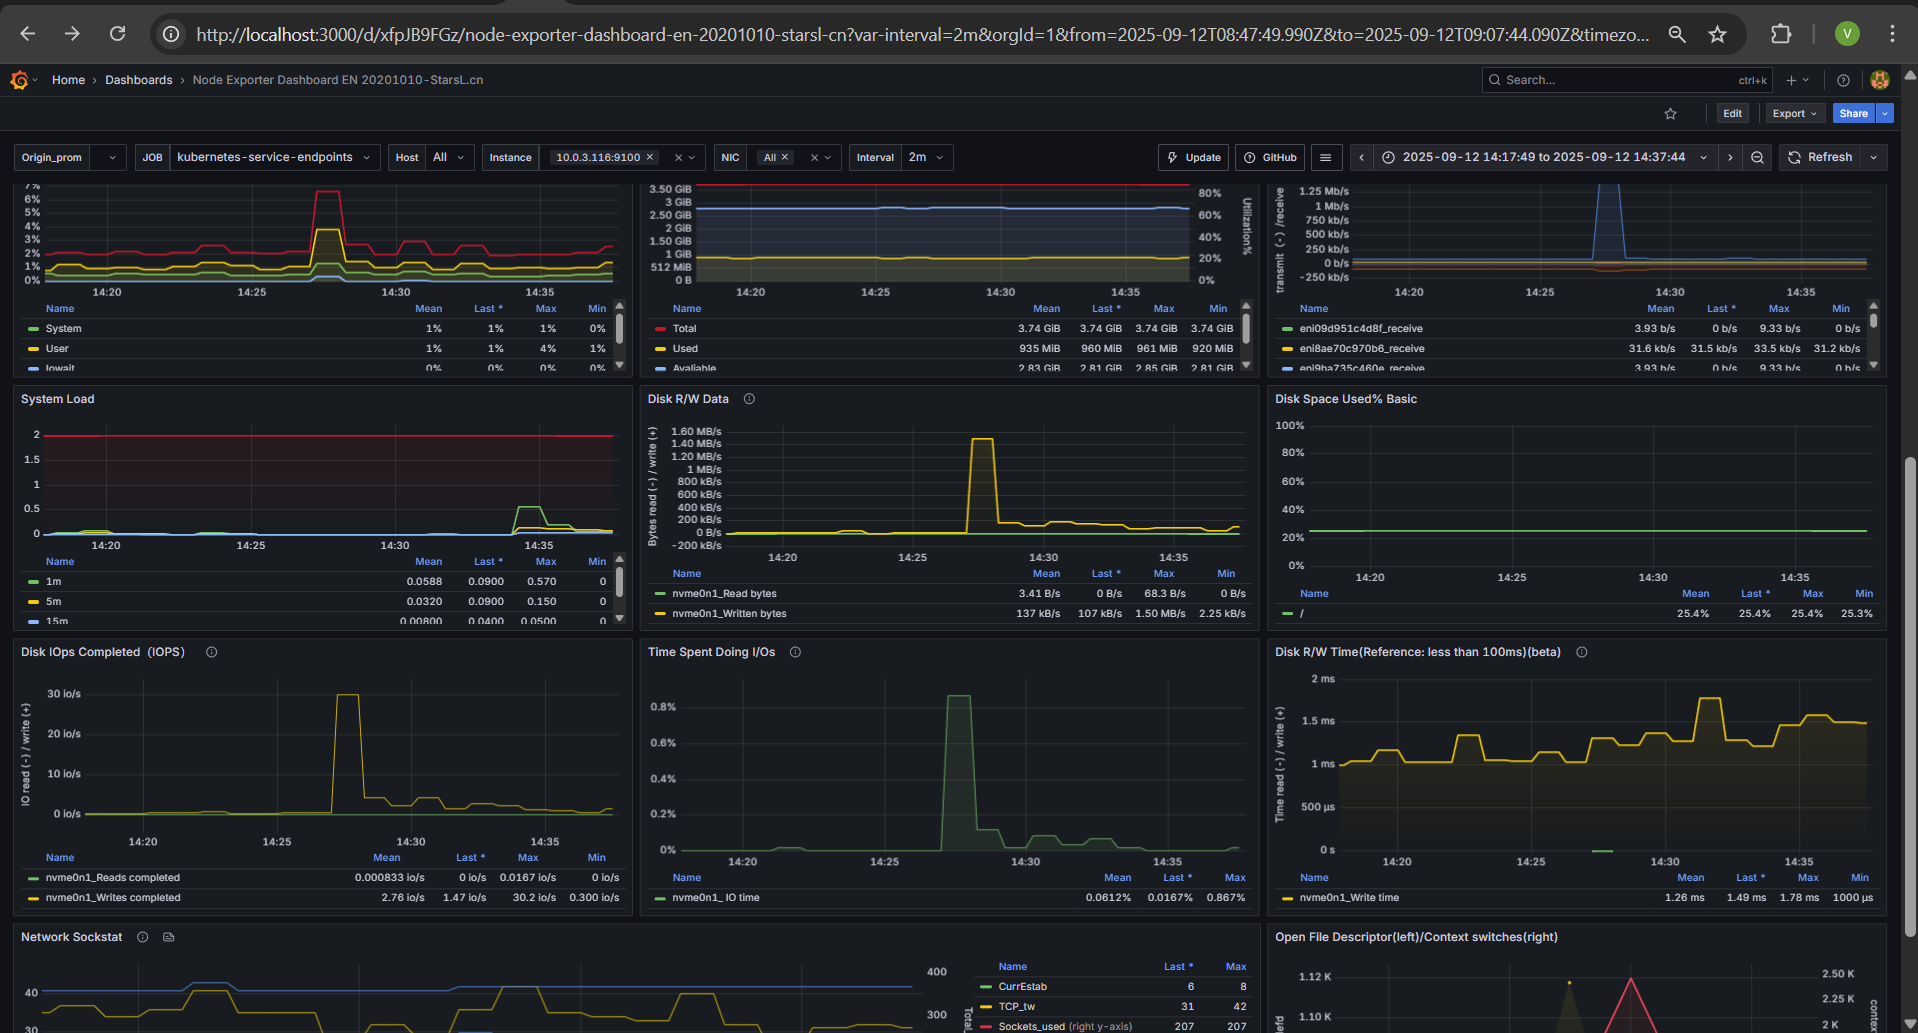 http://localhost:3000/d/xfpJB9FGz/node-exporter-dashboard-en-20201010-starsl-cn?var-interval=2m&orgId=1&from=2025-09-12T08:47:49.990Z&to=2025-09-12T09:07:44.090Z&timezo...
V
Home › Dashboards › Node Exporter Dashboard EN 20201010-StarsL.cn
Search... ctrl+k
Edit Export Share
Origin_prom JOB kubernetes-service-endpoints Host All Instance 10.0.3.116:9100 × NIC All × Interval 2m Update GitHub 2025-09-12 14:17:49 to 2025-09-12 14:37:44 Refresh
7%
6%
5%
4%
3%
2%
1%
0%
14:20 14:25 14:30 14:35
Name Mean Last * Max Min
System 1% 1% 1% 0%
User 1% 1% 4% 1%
Iowait 0% 0% 0% 0%
3.50 GiB
3 GiB
2.50 GiB
2 GiB
1.50 GiB
1 GiB
512 MiB
0 B
80%
60%
40%
20%
0%
Utilization%
14:20 14:25 14:30 14:35
Name Mean Last * Max Min
Total 3.74 GiB 3.74 GiB 3.74 GiB 3.74 GiB
Used 935 MiB 960 MiB 961 MiB 920 MiB
Avaliable 2.83 GiB 2.81 GiB 2.85 GiB 2.81 GiB
transmit (-) /receive
1.25 Mb/s
1 Mb/s
750 kb/s
500 kb/s
250 kb/s
0 b/s
-250 kb/s
14:20 14:25 14:30 14:35
Name Mean Last * Max Min
eni09d951c4d8f_receive 3.93 b/s 0 b/s 9.33 b/s 0 b/s
eni8ae70c970b6_receive 31.6 kb/s 31.5 kb/s 33.5 kb/s 31.2 kb/s
eni9ba735c460e_receive 3.93 b/s 0 b/s 9.33 b/s 0 b/s
System Load
2
1.5
1
0.5
0
14:20 14:25 14:30 14:35
Name Mean Last * Max Min
1m 0.0588 0.0900 0.570 0
5m 0.0320 0.0900 0.150 0
15m 0.00800 0.0400 0.0500 0
Disk R/W Data
Bytes read (-) / write (+)
1.60 MB/s
1.40 MB/s
1.20 MB/s
1 MB/s
800 kB/s
600 kB/s
400 kB/s
200 kB/s
0 B/s
-200 kB/s
14:20 14:25 14:30 14:35
Name Mean Last * Max Min
nvme0n1_Read bytes 3.41 B/s 0 B/s 68.3 B/s 0 B/s
nvme0n1_Written bytes 137 kB/s 107 kB/s 1.50 MB/s 2.25 kB/s
Disk Space Used% Basic
100%
80%
60%
40%
20%
0%
14:20 14:25 14:30 14:35
Name Mean Last * Max Min
/ 25.4% 25.4% 25.4% 25.3%
Disk IOps Completed (IOPS)
IO read (-) / write (+)
30 io/s
20 io/s
10 io/s
0 io/s
14:20 14:25 14:30 14:35
Name Mean Last * Max Min
nvme0n1_Reads completed 0.000833 io/s 0 io/s 0.0167 io/s 0 io/s
nvme0n1_Writes completed 2.76 io/s 1.47 io/s 30.2 io/s 0.300 io/s
Time Spent Doing I/Os
0.8%
0.6%
0.4%
0.2%
0%
14:20 14:25 14:30 14:35
Name Mean Last * Max
nvme0n1_ IO time 0.0612% 0.0167% 0.867%
Disk R/W Time(Reference: less than 100ms)(beta)
Time read (-) / write (+)
2 ms
1.5 ms
1 ms
500 µs
0 s
14:20 14:25 14:30 14:35
Name Mean Last * Max Min
nvme0n1_Write time 1.26 ms 1.49 ms 1.78 ms 1000 µs
Network Sockstat
40
30
400
300
Total_
Name Last * Max
CurrEstab 6 8
TCP_tw 31 42
Sockets_used (right y-axis) 207 207
Open File Descriptor(left)/Context switches(right)
1.12 K
1.10 K
2.50 K
2.25 K
2 K